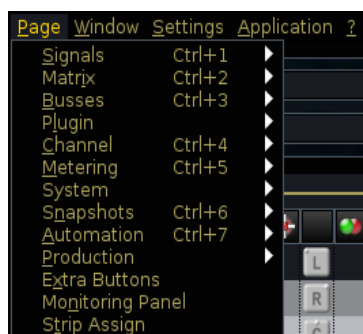 Page Window Settings Application ?
Signals Ctrl+1
Matrix Ctrl+2
Busses Ctrl+3
Plugin
Channel Ctrl+4
Metering Ctrl+5
System
Snapshots Ctrl+6
Automation Ctrl+7
Production
L
Extra Buttons
Monitoring Panel
R
Strip Assign
C